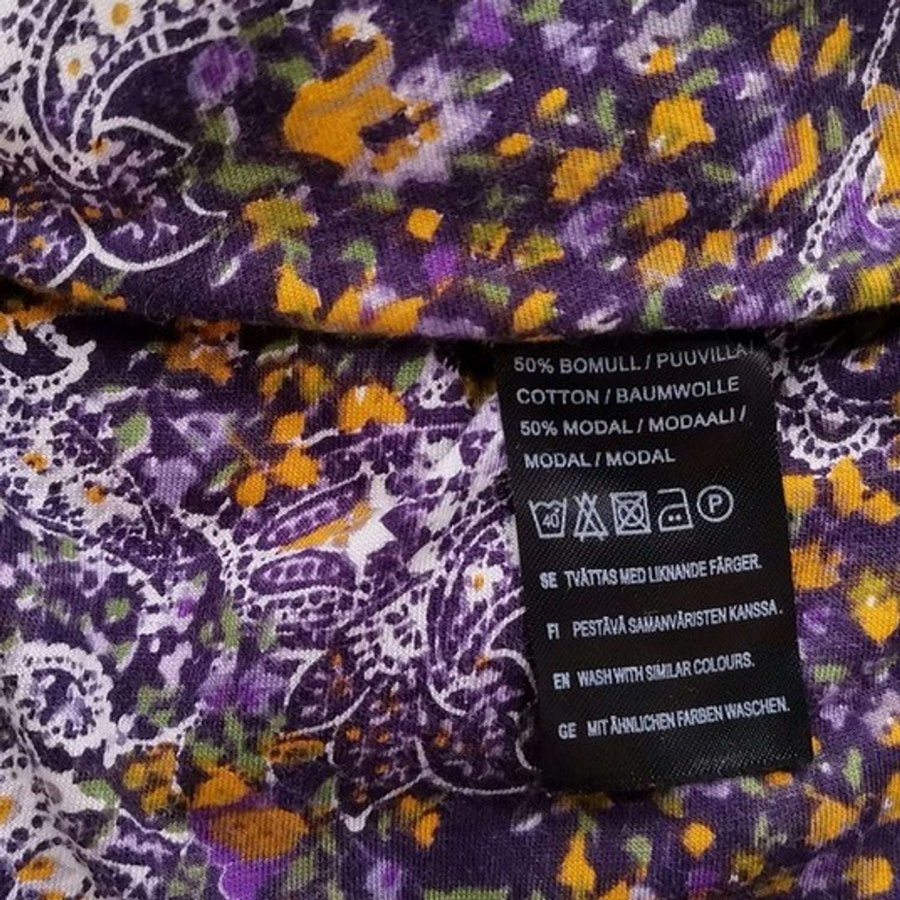 50% BOMULL / PUUVILLA /
COTTON / BAUMWOLLE
50% MODAL / MODAALI /
MODAL / MODAL
40 P
SE TVÄTTAS MED LIKNANDE FÄRGER.
FI PESTÄVÄ SAMANVÄRISTEN KANSSA.
EN WASH WITH SIMILAR COLOURS.
GE MIT ÄHNLICHEN FARBEN WASCHEN.